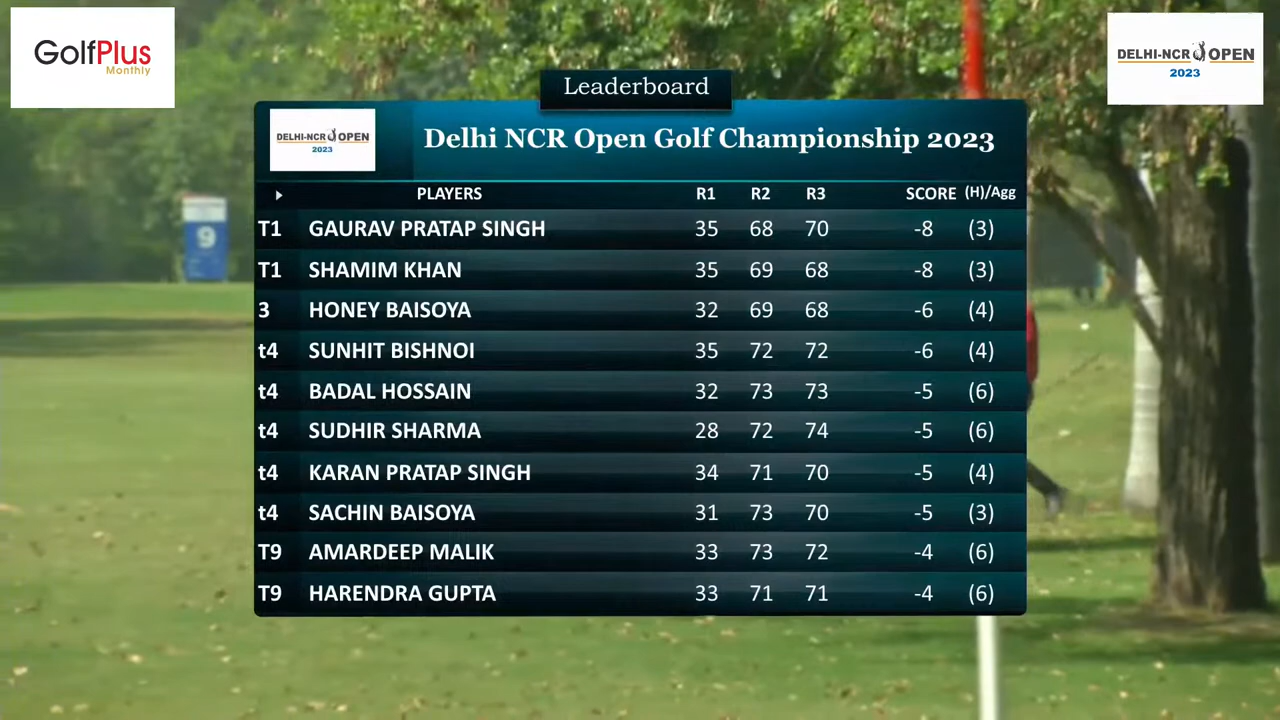 GolfPlus
Monthly
DELHI-NCR OPEN
2023
Leaderboard
DELHI-NCR OPEN
2023
Delhi NCR Open Golf Championship 2023
PLAYERS R1 R2 R3 SCORE (H)/Agg
T1 GAURAV PRATAP SINGH 35 68 70 -8 (3)
T1 SHAMIM KHAN 35 69 68 -8 (3)
3 HONEY BAISOYA 32 69 68 -6 (4)
t4 SUNHIT BISHNOI 35 72 72 -6 (4)
t4 BADAL HOSSAIN 32 73 73 -5 (6)
t4 SUDHIR SHARMA 28 72 74 -5 (6)
t4 KARAN PRATAP SINGH 34 71 70 -5 (4)
t4 SACHIN BAISOYA 31 73 70 -5 (3)
T9 AMARDEEP MALIK 33 73 72 -4 (6)
T9 HARENDRA GUPTA 33 71 71 -4 (6)
9